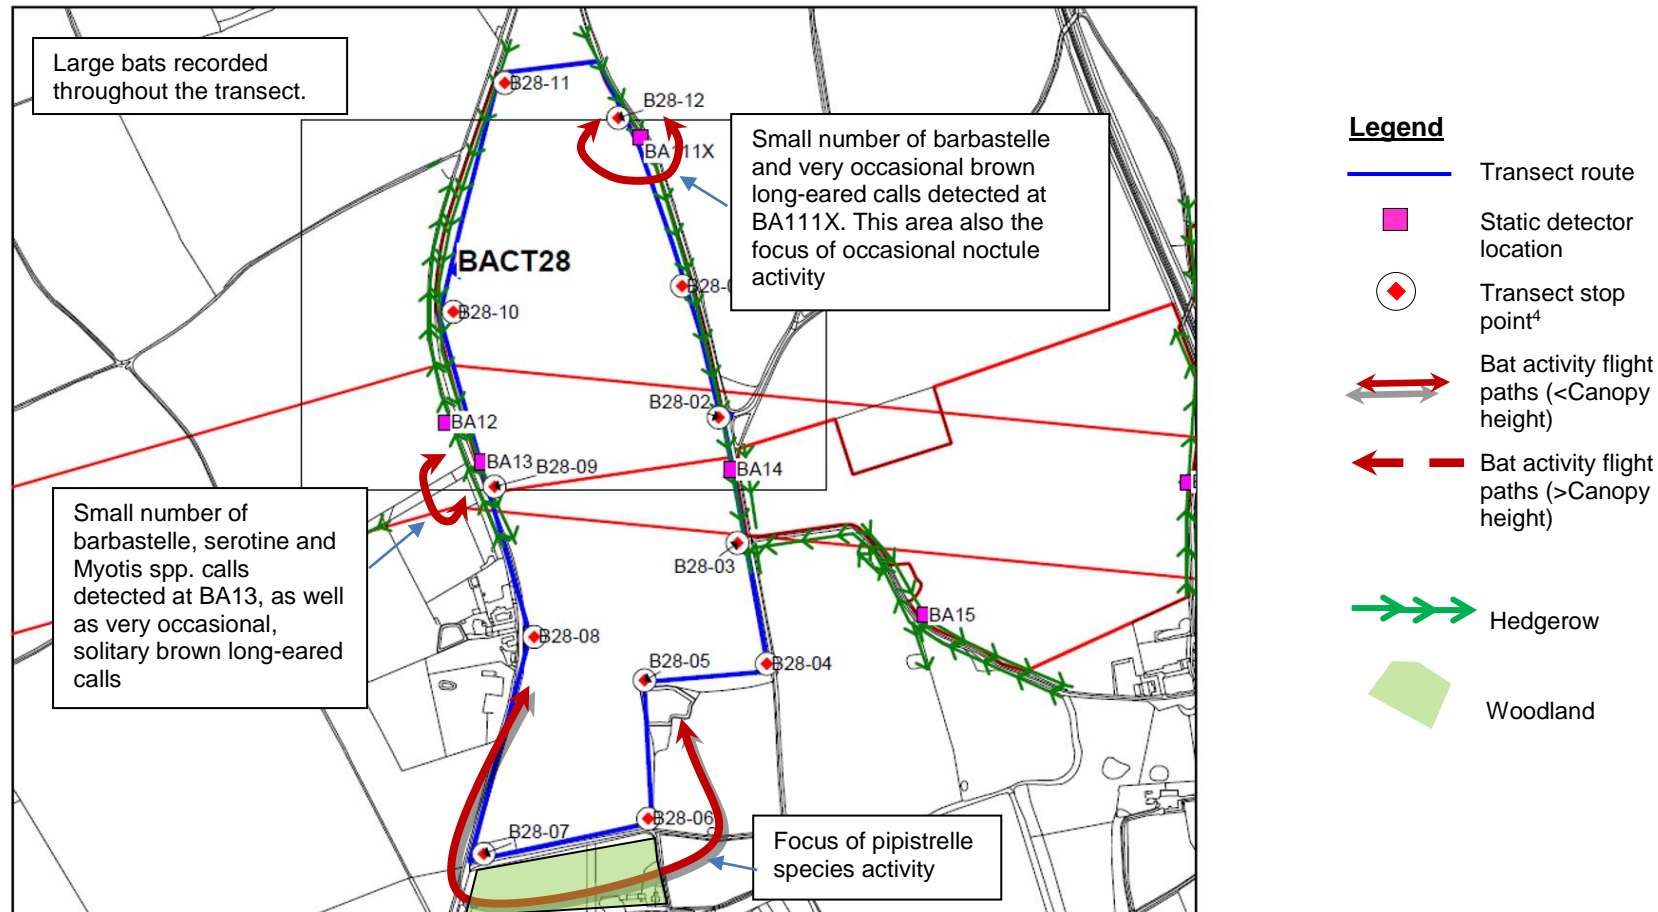 Large bats recorded
throughout the transect.
B28-11
B28-12
BA111X
Small number of barbastelle
and very occasional brown
long-eared calls detected at
BA111X. This area also the
focus of occasional noctule
activity
BACT28
B28-10
B28-0
B28-02
BA12
BA13
B28-09
BA14
Small number of
barbastelle, serotine and
Myotis spp. calls
detected at BA13, as well
as very occasional,
solitary brown long-eared
calls
B28-03
BA15
B28-08
B28-05
B28-04
B28-06
B28-07
Focus of pipistrelle
species activity
Legend
Transect route
Static detector
location
Transect stop
point⁴
Bat activity flight
paths (<Canopy
height)
Bat activity flight
paths (>Canopy
height)
Hedgerow
Woodland